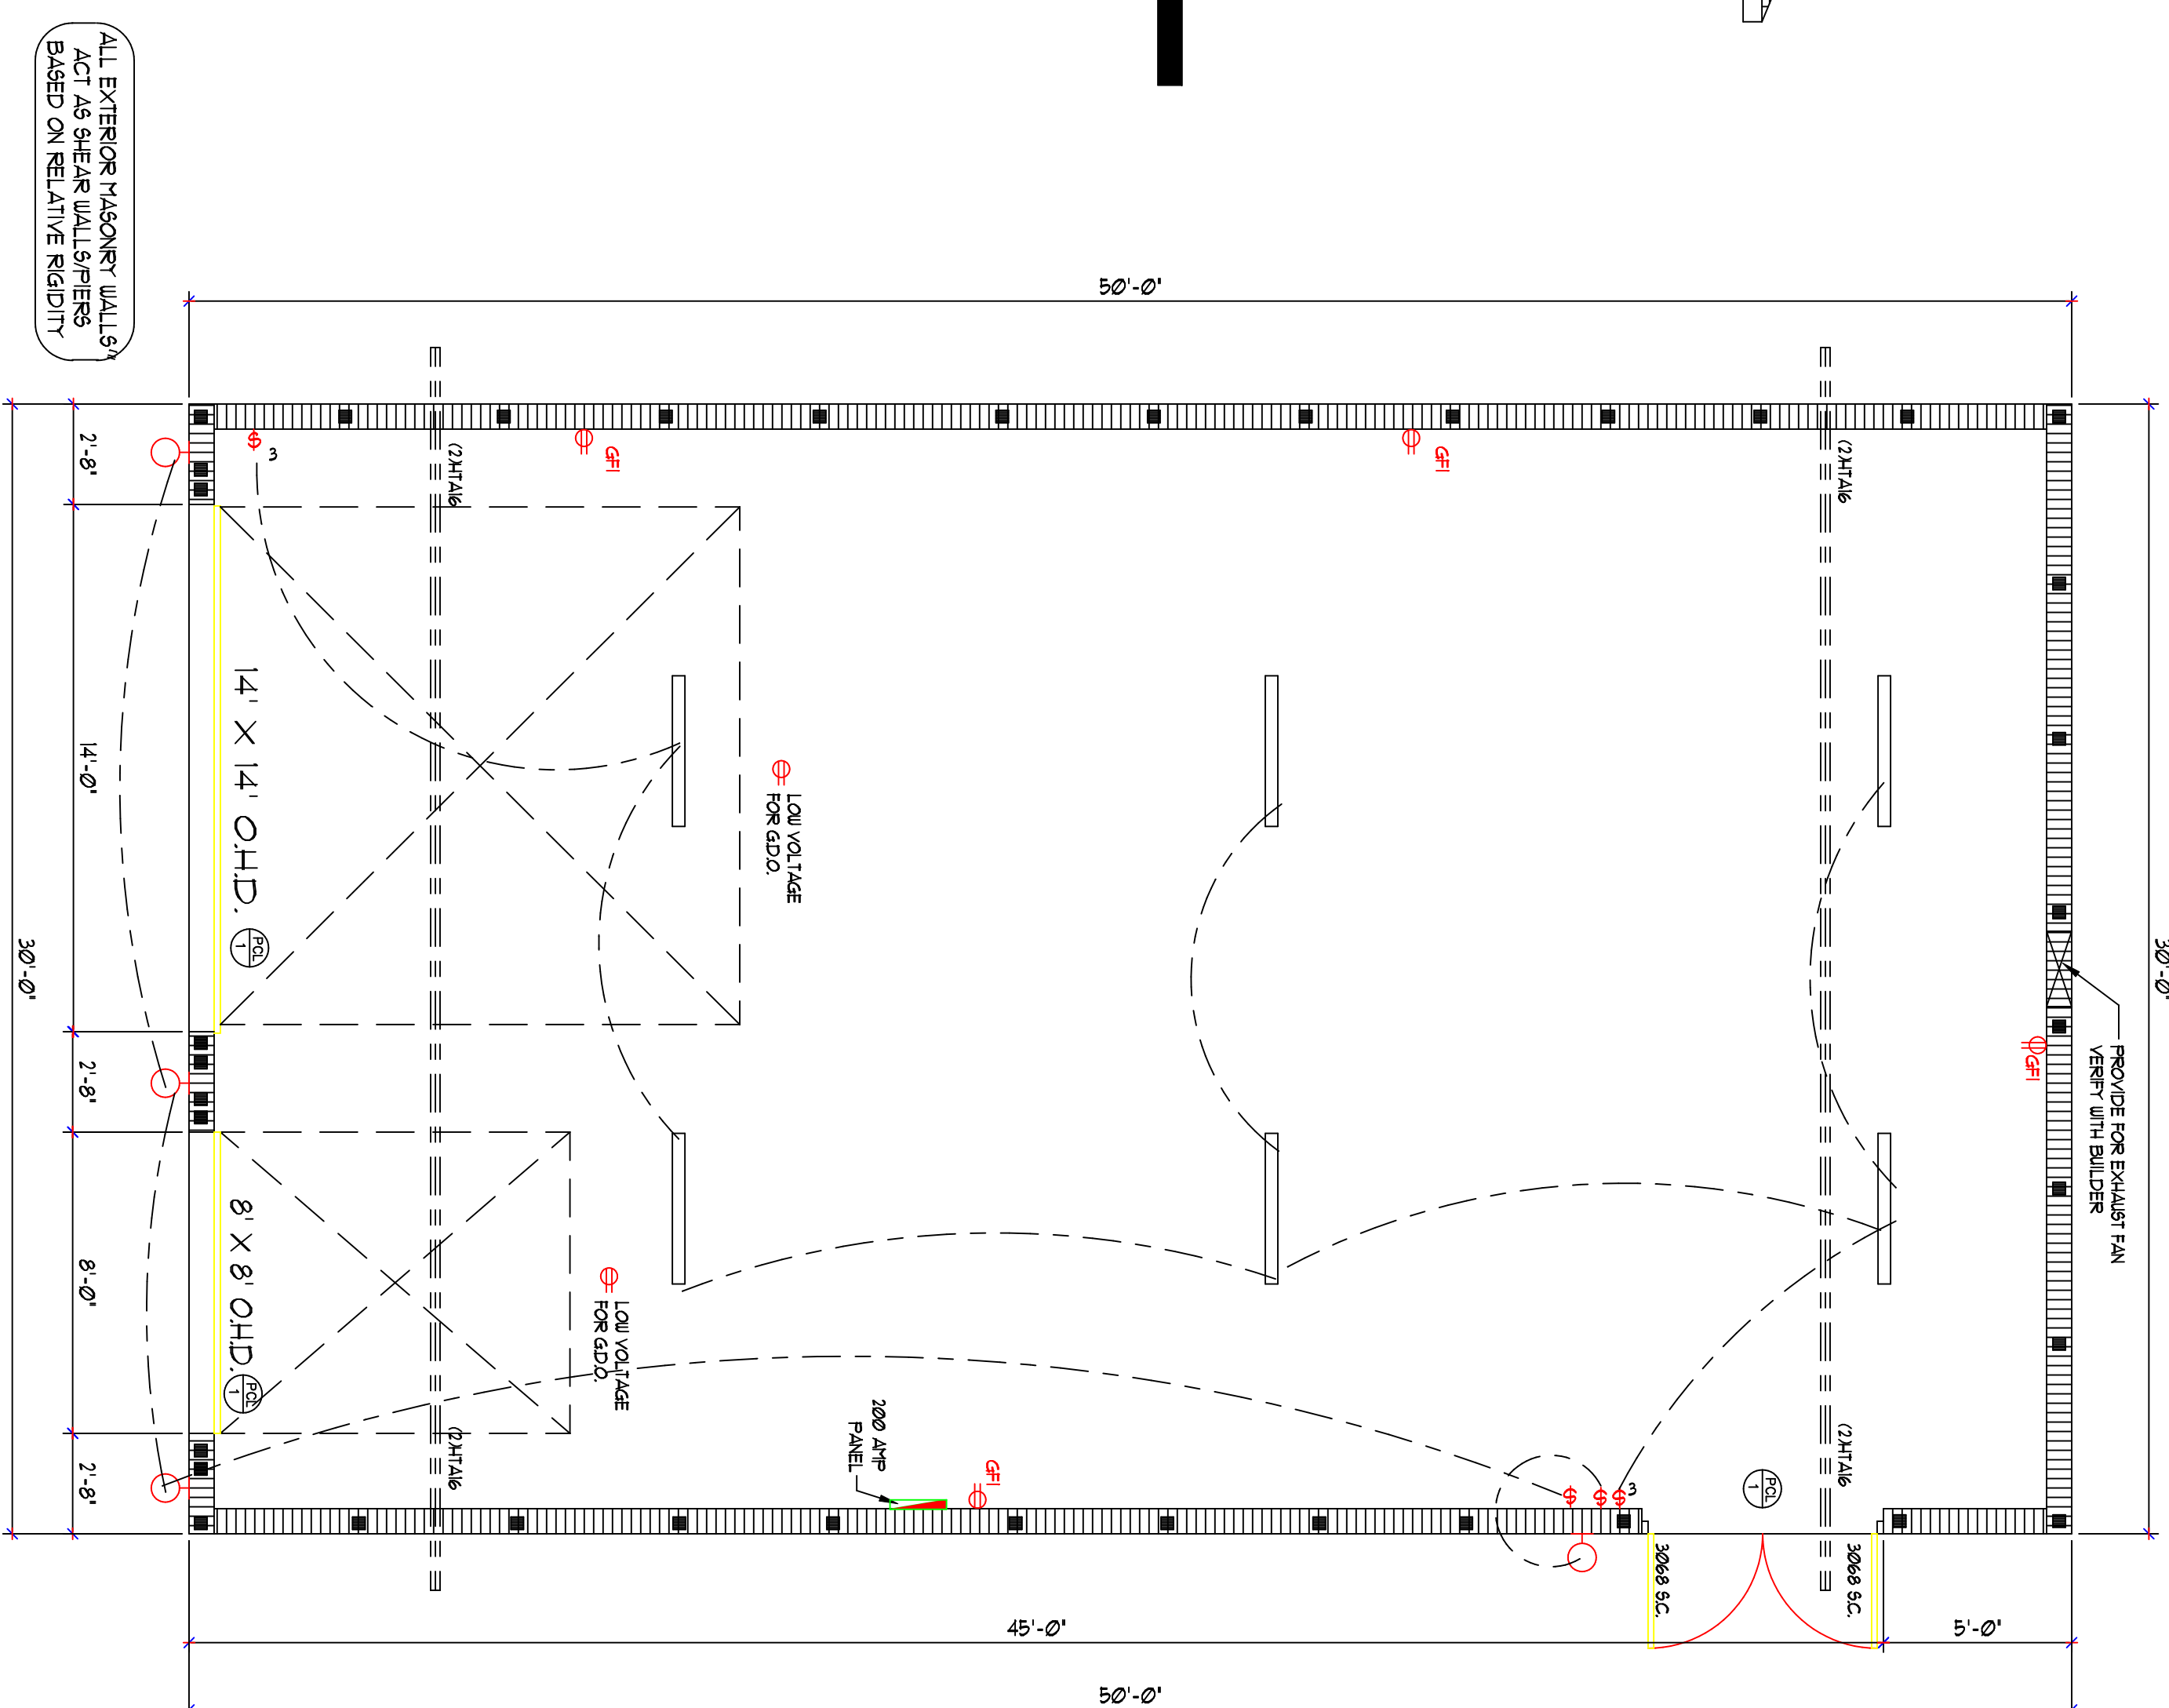 ALL EXTERIOR MASONRY WALLS
ACT AS SHEAR WALLS/PIERS
BASED ON RELATIVE RIGIDITY
50'-0"
30'-0"
30'-0"
2'-8"
14'-0"
2'-8"
8'-0"
2'-8"
$ 3
GFI
GFI
(2)HTA16
(2)HTA16
14' X 14' O.H.D.
PCL
1
LOW VOLTAGE
FOR G.D.O.
PROVIDE FOR EXHAUST FAN
VERIFY WITH BUILDER
GFI
8' X 8' O.H.D.
PCL
1
LOW VOLTAGE
FOR G.D.O.
(2)HTA16
200 AMP
PANEL
GFI
$ $ $ 3
PCL
1
(2)HTA16
3068 S.C.
3068 S.C.
45'-0"
5'-0"
50'-0"